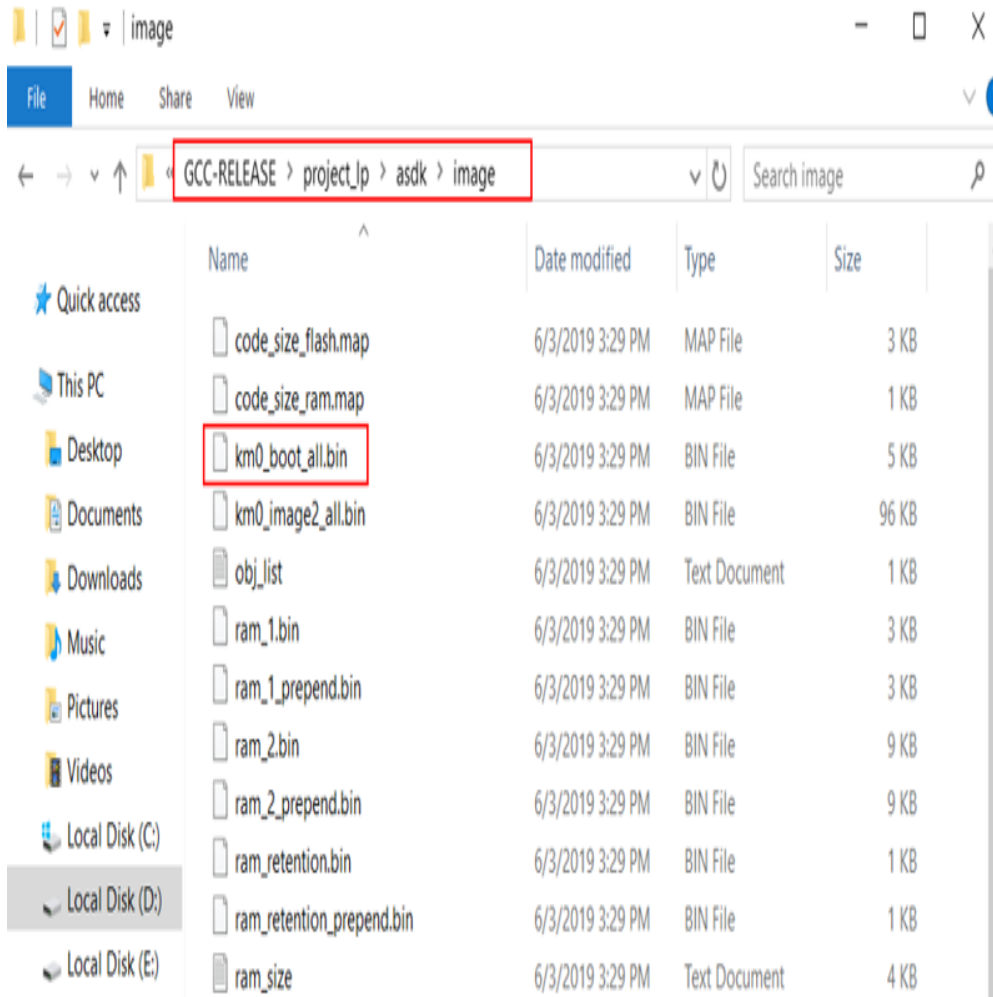 image
File Home Share View
« GCC-RELEASE > project_lp > asdk > image Search image
Name Date modified Type Size
Quick access
This PC
Desktop
Documents
Downloads
Music
Pictures
Videos
Local Disk (C:)
Local Disk (D:)
Local Disk (E:)
code_size_flash.map 6/3/2019 3:29 PM MAP File 3 KB
code_size_ram.map 6/3/2019 3:29 PM MAP File 1 KB
km0_boot_all.bin 6/3/2019 3:29 PM BIN File 5 KB
km0_image2_all.bin 6/3/2019 3:29 PM BIN File 96 KB
obj_list 6/3/2019 3:29 PM Text Document 1 KB
ram_1.bin 6/3/2019 3:29 PM BIN File 3 KB
ram_1_prepend.bin 6/3/2019 3:29 PM BIN File 3 KB
ram_2.bin 6/3/2019 3:29 PM BIN File 9 KB
ram_2_prepend.bin 6/3/2019 3:29 PM BIN File 9 KB
ram_retention.bin 6/3/2019 3:29 PM BIN File 1 KB
ram_retention_prepend.bin 6/3/2019 3:29 PM BIN File 1 KB
ram_size 6/3/2019 3:29 PM Text Document 4 KB